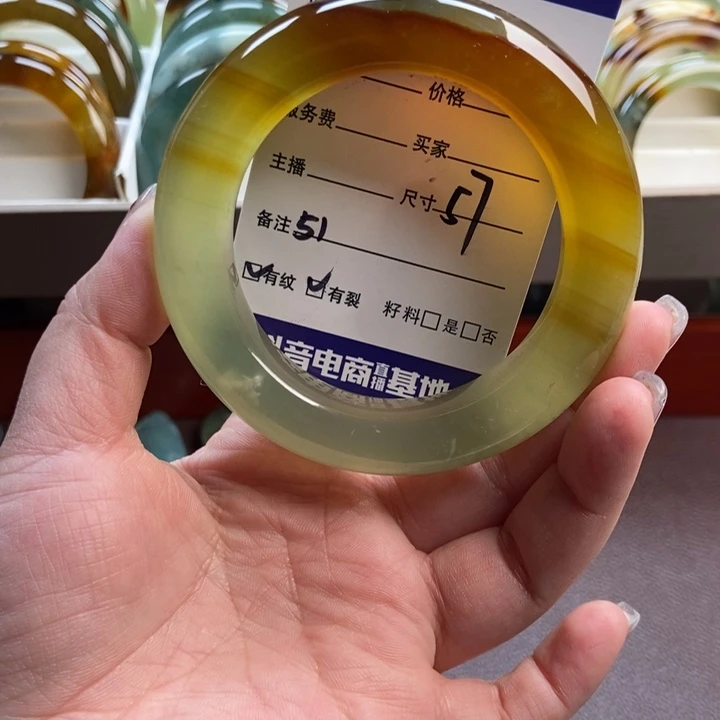 价格
服务费
买家
主播
尺寸 57
备注 51
☑有纹 ☑有裂 籽料□是□否
抖音电商直播基地